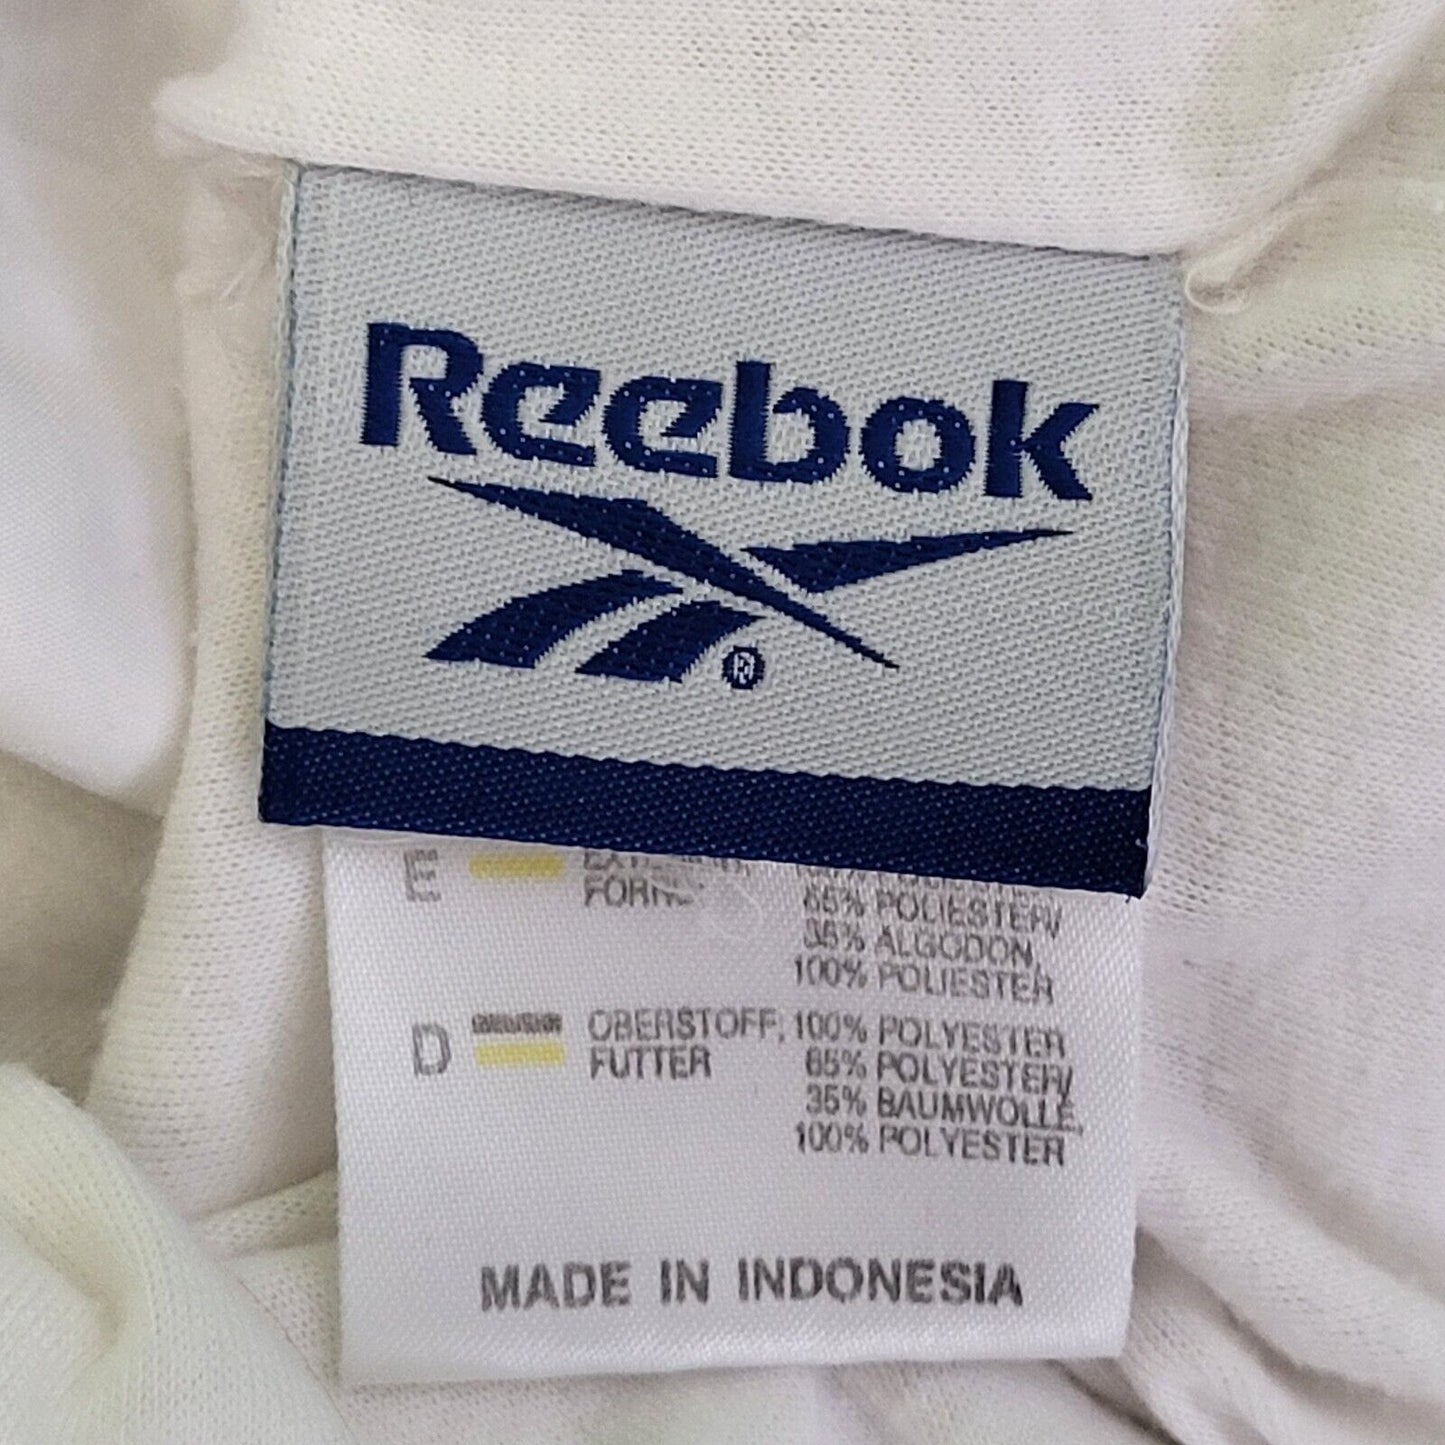 Reebok
®
E
FORRO
65% POLIESTER/
35% ALGODON,
100% POLIESTER
D OBERSTOFF, 100% POLYESTER
FUTTER 65% POLYESTER/
35% BAUMWOLLE,
100% POLYESTER
MADE IN INDONESIA